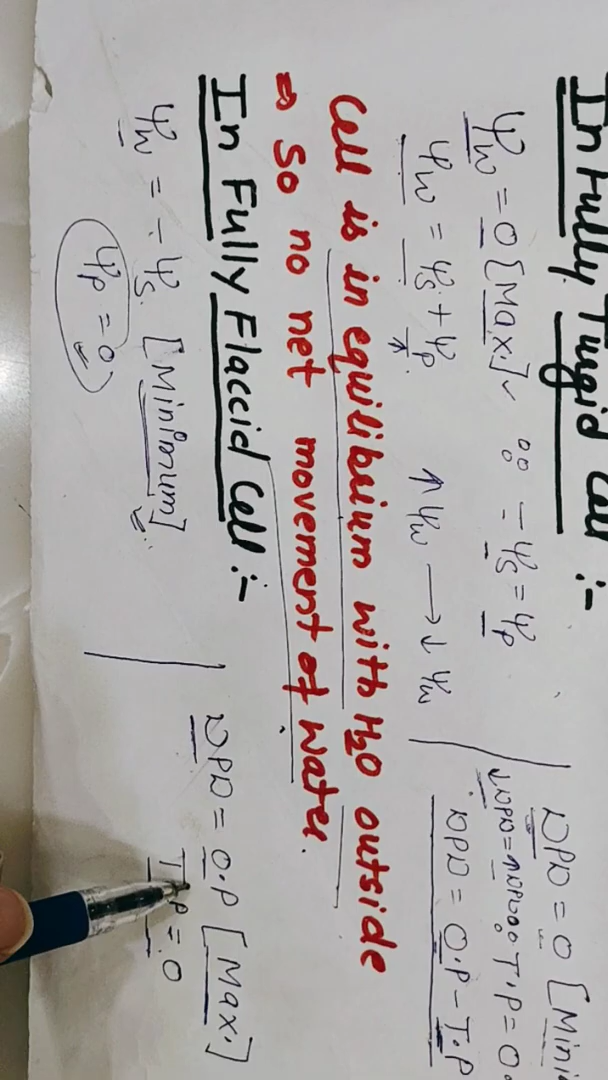 In Fully Turgid Cell :-
Ψw = 0 [Max.] ∵ -Ψs = Ψp
Ψw = Ψs + Ψp
↑Ψw → ↓Ψw
DPD = 0 [Mini
T.P = O.
DPD = O.P - T.P
Cell is in equilibrium with H2O outside
⇒ So no net movement of water.
In Fully Flaccid Cell :-
Ψw = -Ψs [Minimum]
Ψp = 0
DPD = O.P [Max.]
T.P = 0